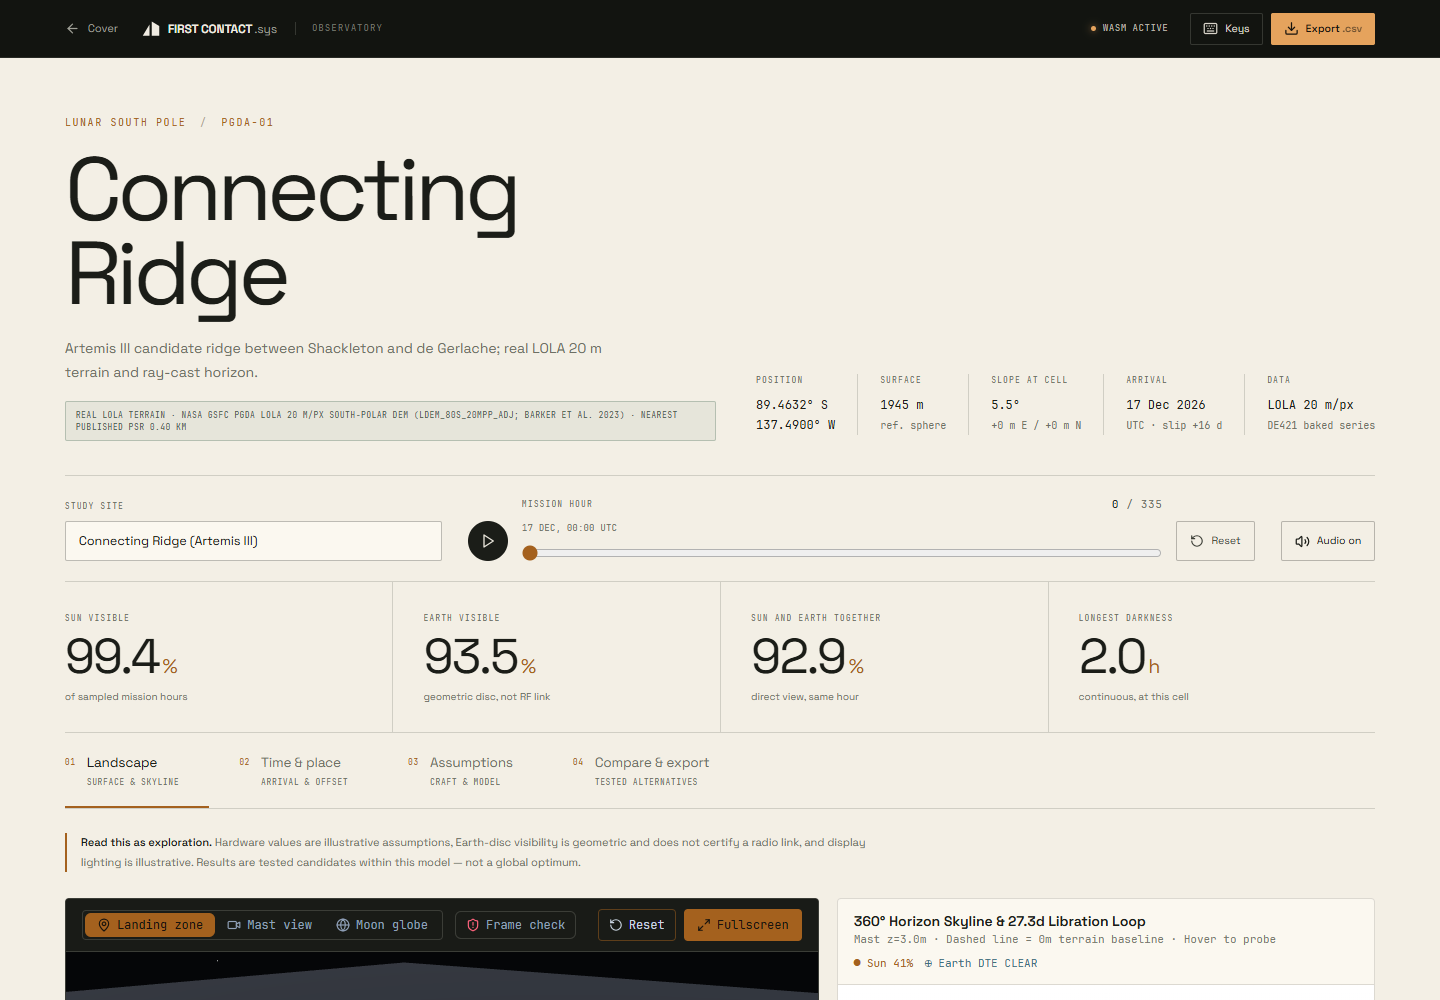 Cover
FIRST CONTACT.sys
OBSERVATORY
WASM ACTIVE
Keys
Export.csv
LUNAR SOUTH POLE / PGDA-01
Connecting
Ridge
Artemis III candidate ridge between Shackleton and de Gerlache; real LOLA 20 m
terrain and ray-cast horizon.
REAL LOLA TERRAIN · NASA GSFC PGDA LOLA 20 M/PX SOUTH-POLAR DEM (LDEM_80S_20MPP_ADJ; BARKER ET AL. 2023) · NEAREST
PUBLISHED PSR 0.40 KM
POSITION
89.4632° S
137.4900° W
SURFACE
1945 m
ref. sphere
SLOPE AT CELL
5.5°
+0 m E / +0 m N
ARRIVAL
17 Dec 2026
UTC · slip +16 d
DATA
LOLA 20 m/px
DE421 baked series
STUDY SITE
Connecting Ridge (Artemis III)
MISSION HOUR
0 / 335
17 DEC, 00:00 UTC
Reset
Audio on
SUN VISIBLE
99.4%
of sampled mission hours
EARTH VISIBLE
93.5%
geometric disc, not RF link
SUN AND EARTH TOGETHER
92.9%
direct view, same hour
LONGEST DARKNESS
2.0h
continuous, at this cell
01 Landscape
SURFACE & SKYLINE
02 Time & place
ARRIVAL & OFFSET
03 Assumptions
CRAFT & MODEL
04 Compare & export
TESTED ALTERNATIVES
Read this as exploration. Hardware values are illustrative assumptions, Earth-disc visibility is geometric and does not certify a radio link, and display
lighting is illustrative. Results are tested candidates within this model — not a global optimum.
Landing zone
Mast view
Moon globe
Frame check
Reset
Fullscreen
360° Horizon Skyline & 27.3d Libration Loop
Mast z=3.0m · Dashed line = 0m terrain baseline · Hover to probe
Sun 41% ⊕ Earth DTE CLEAR